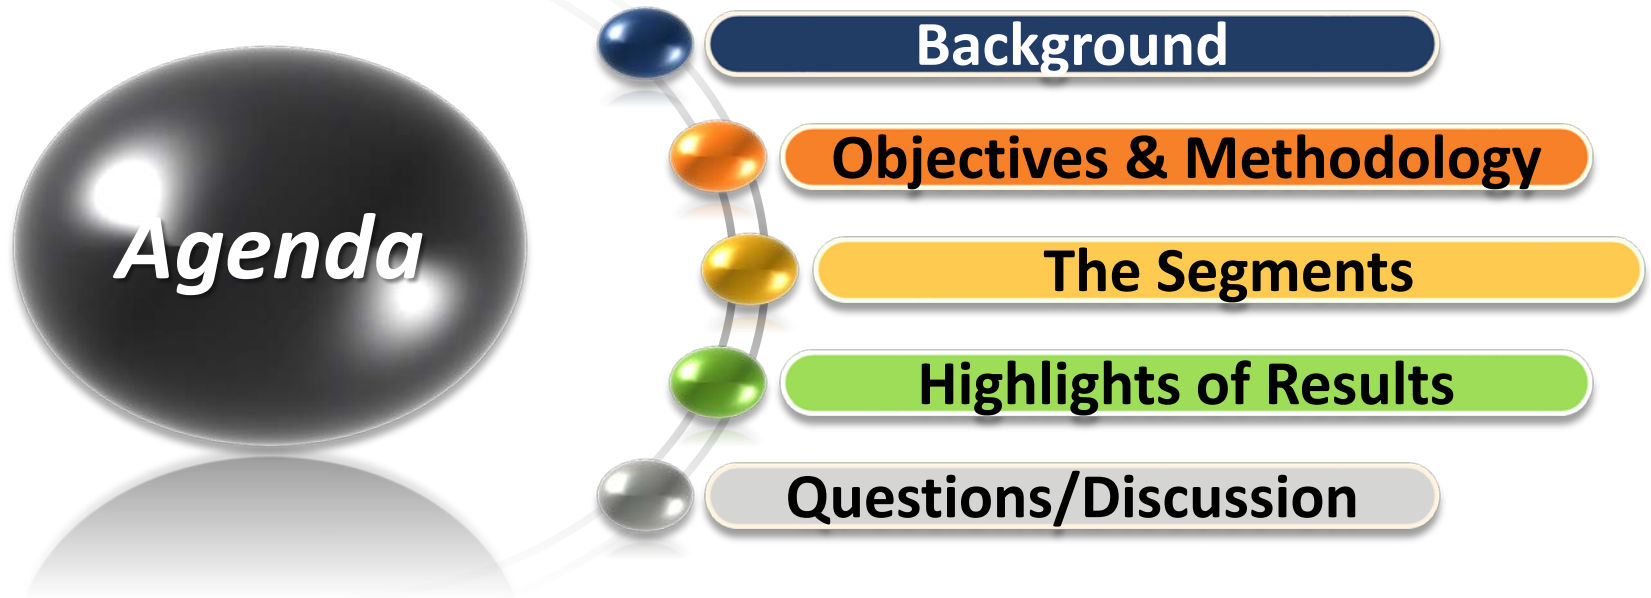 Agenda
Background
Objectives & Methodology
The Segments
Highlights of Results
Questions/Discussion